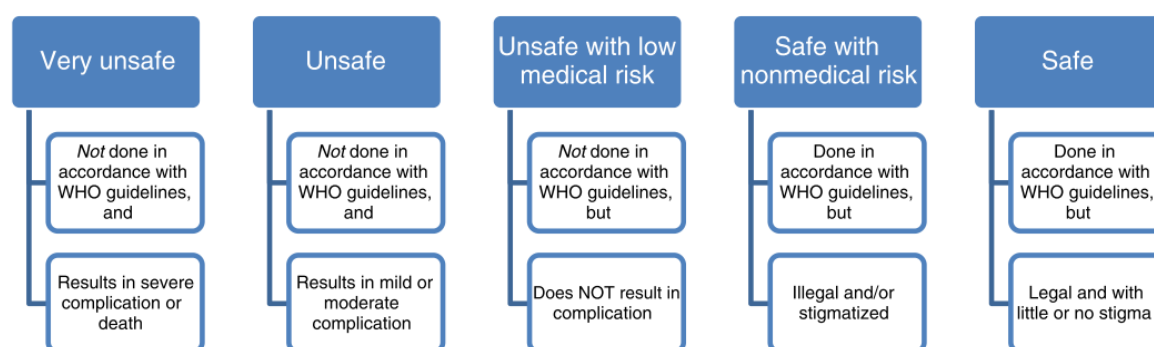 Very unsafe
Not done in
accordance with
WHO guidelines,
and
Results in severe
complication or
death
Unsafe
Not done in
accordance with
WHO guidelines,
and
Results in mild or
moderate
complication
Unsafe with low
medical risk
Not done in
accordance with
WHO guidelines,
but
Does NOT result in
complication
Safe with
nonmedical risk
Done in
accordance with
WHO guidelines,
but
Illegal and/or
stigmatized
Safe
Done in
accordance with
WHO guidelines,
but
Legal and with
little or no stigma